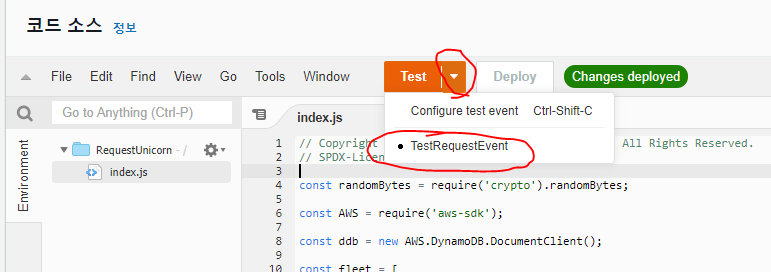 코드 소스 정보
File Edit Find View Go Tools Window Test Deploy Changes deployed
Go to Anything (Ctrl-P)
index.js
Configure test event Ctrl-Shift-C
TestRequestEvent
Environment
RequestUnicorn - /
index.js
1 // Copyright All Rights Reserved.
2 // SPDX-Licen
3
4 const randomBytes = require('crypto').randomBytes;
5
6 const AWS = require('aws-sdk');
7
8 const ddb = new AWS.DynamoDB.DocumentClient();
9
10 const fleet = [